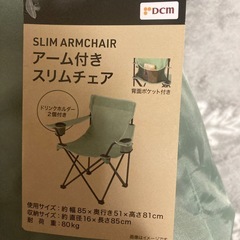 DCM
SLIM ARMCHAIR
アーム付き
スリムチェア
背面ポケット付き
ドリンクホルダー
2個付き
使用サイズ:約 幅85×奥行き51×高さ81cm
収納サイズ:約 直径16×長さ85cm
耐荷重:80kg